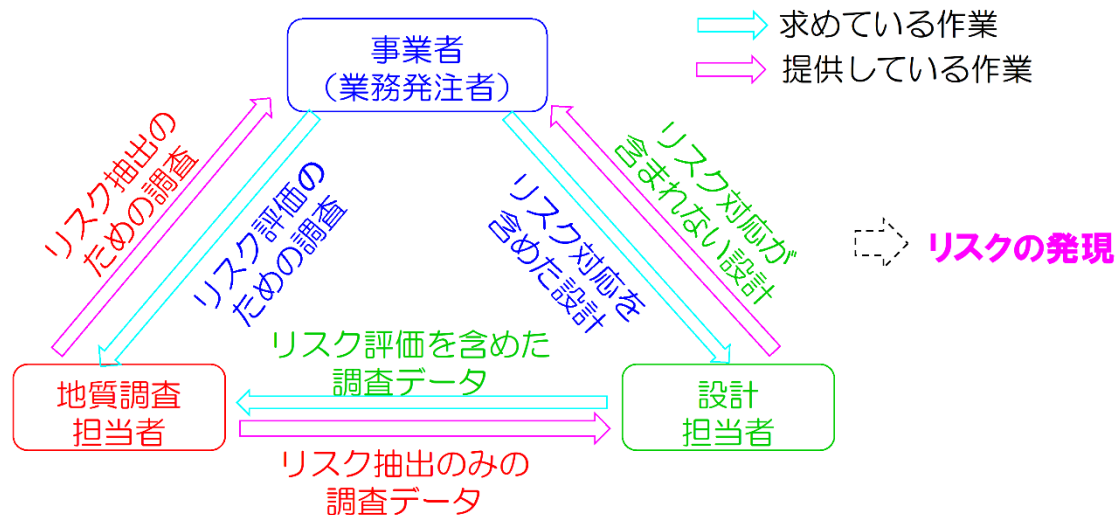 求めている作業
提供している作業
事業者
（業務発注者）
リスク抽出の
ための調査
リスク評価の
ための調査
リスク対応を
含めた設計
リスク対応が
含まれない設計
リスクの発現
リスク評価を含めた
調査データ
地質調査
担当者
設計
担当者
リスク抽出のみの
調査データ